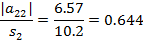 |a₂₂| / s₂ = 6.57 / 10.2 = 0.644